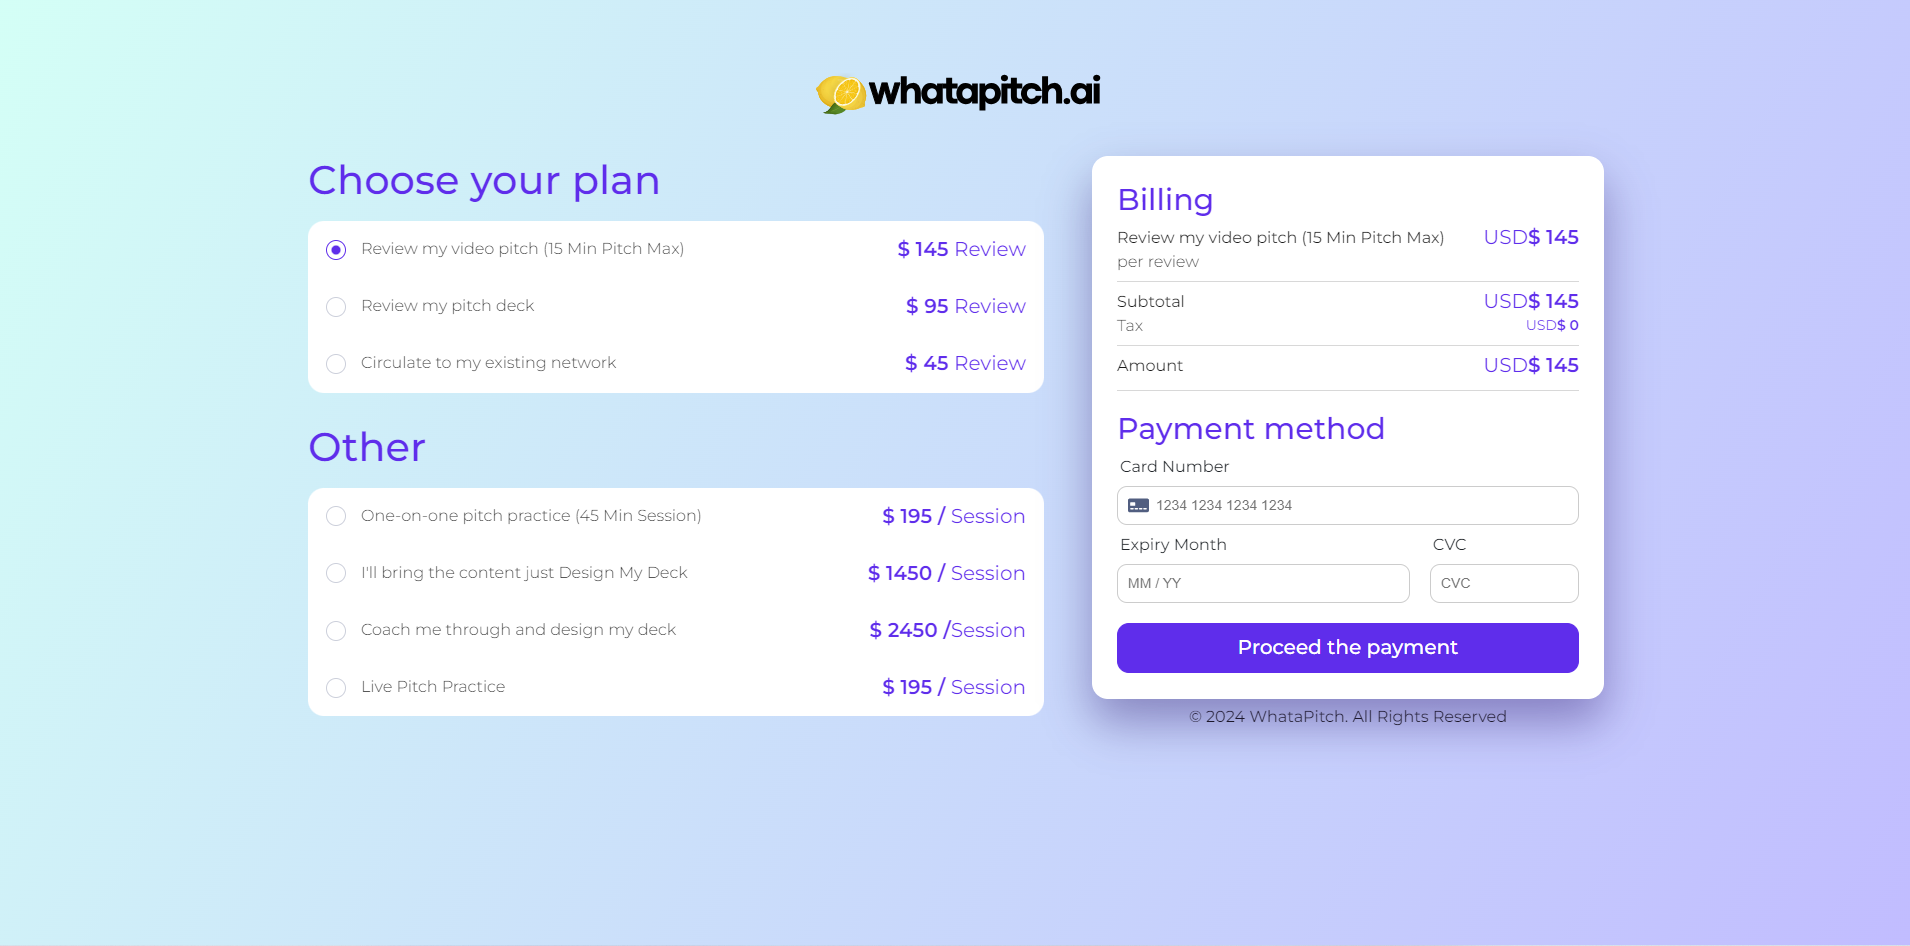 whatapitch.ai
Choose your plan
Review my video pitch (15 Min Pitch Max) $ 145 Review
Review my pitch deck $ 95 Review
Circulate to my existing network $ 45 Review
Other
One-on-one pitch practice (45 Min Session) $ 195 / Session
I'll bring the content just Design My Deck $ 1450 / Session
Coach me through and design my deck $ 2450 /Session
Live Pitch Practice $ 195 / Session
Billing
Review my video pitch (15 Min Pitch Max) USD$ 145
per review
Subtotal USD$ 145
Tax USD$ 0
Amount USD$ 145
Payment method
Card Number
1234 1234 1234 1234
Expiry Month CVC
MM / YY CVC
Proceed the payment
© 2024 WhataPitch. All Rights Reserved